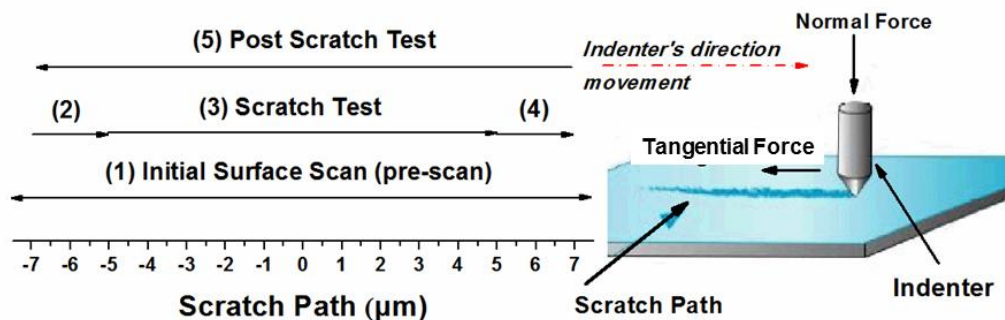 (5) Post Scratch Test
(2)
(3) Scratch Test
(4)
(1) Initial Surface Scan (pre-scan)
-7 -6 -5 -4 -3 -2 -1 0 1 2 3 4 5 6 7
Scratch Path (µm)
Normal Force
Indenter's direction
movement
Tangential Force
Scratch Path
Indenter